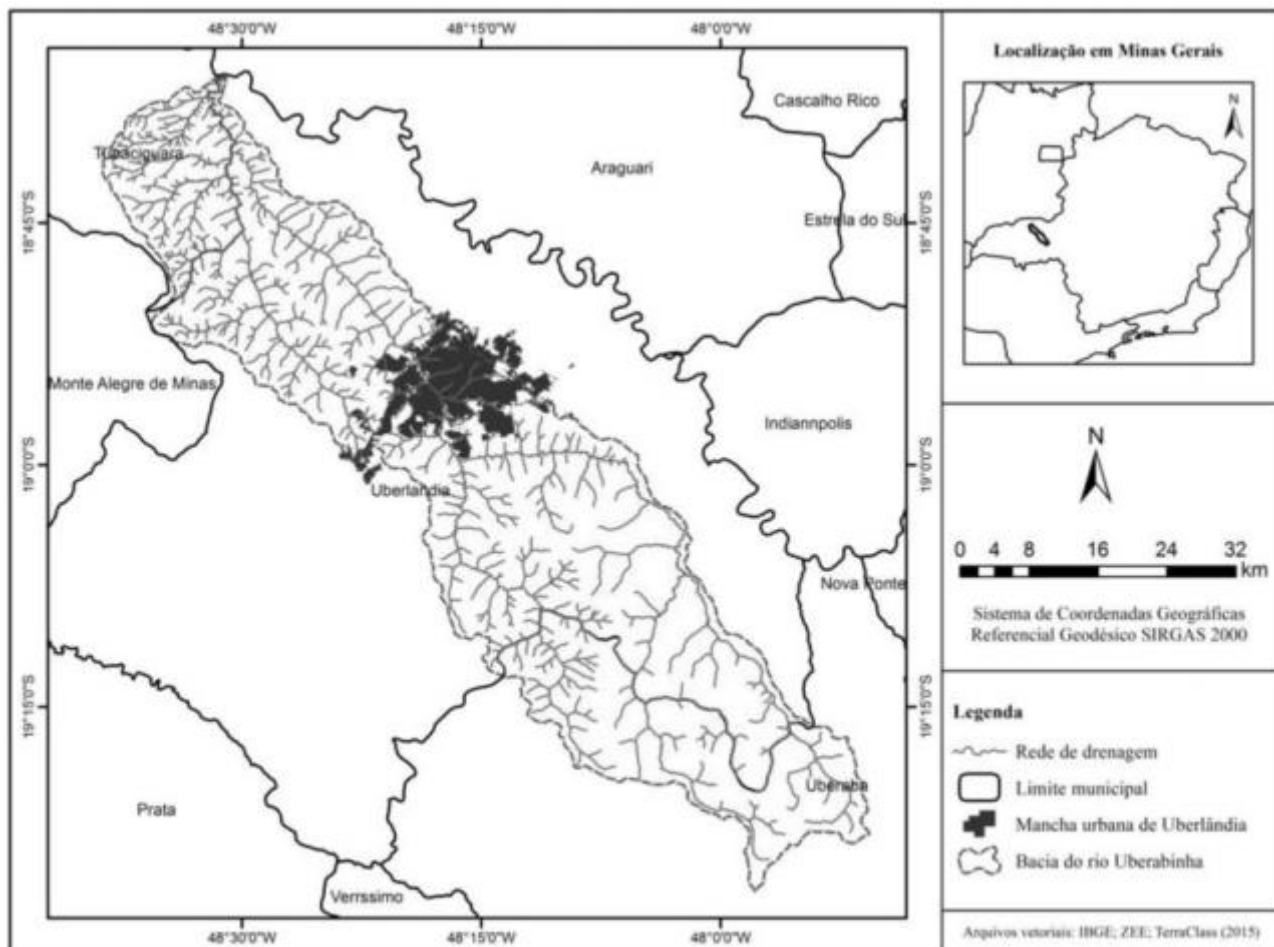 48°30'0"W 48°15'0"W 48°0'0"W
Cascalho Rico
Tupaciguara
Araguari
Estrela do Sul
18°45'0"S 18°45'0"S
Monte Alegre de Minas
Indiannpolis
19°0'0"S 19°0'0"S
Uberlândia
Nova Ponte
19°15'0"S 19°15'0"S
Uberaba
Prata
Verrssimo
48°30'0"W 48°15'0"W 48°0'0"W
Localização em Minas Gerais
N
N
0 4 8 16 24 32
km
Sistema de Coordenadas Geográficas
Referencial Geodésico SIRGAS 2000
Legenda
Rede de drenagem
Limite municipal
Mancha urbana de Uberlândia
Bacia do rio Uberabinha
Arquivos vetoriais: IBGE; ZEE; TerraClass (2015)